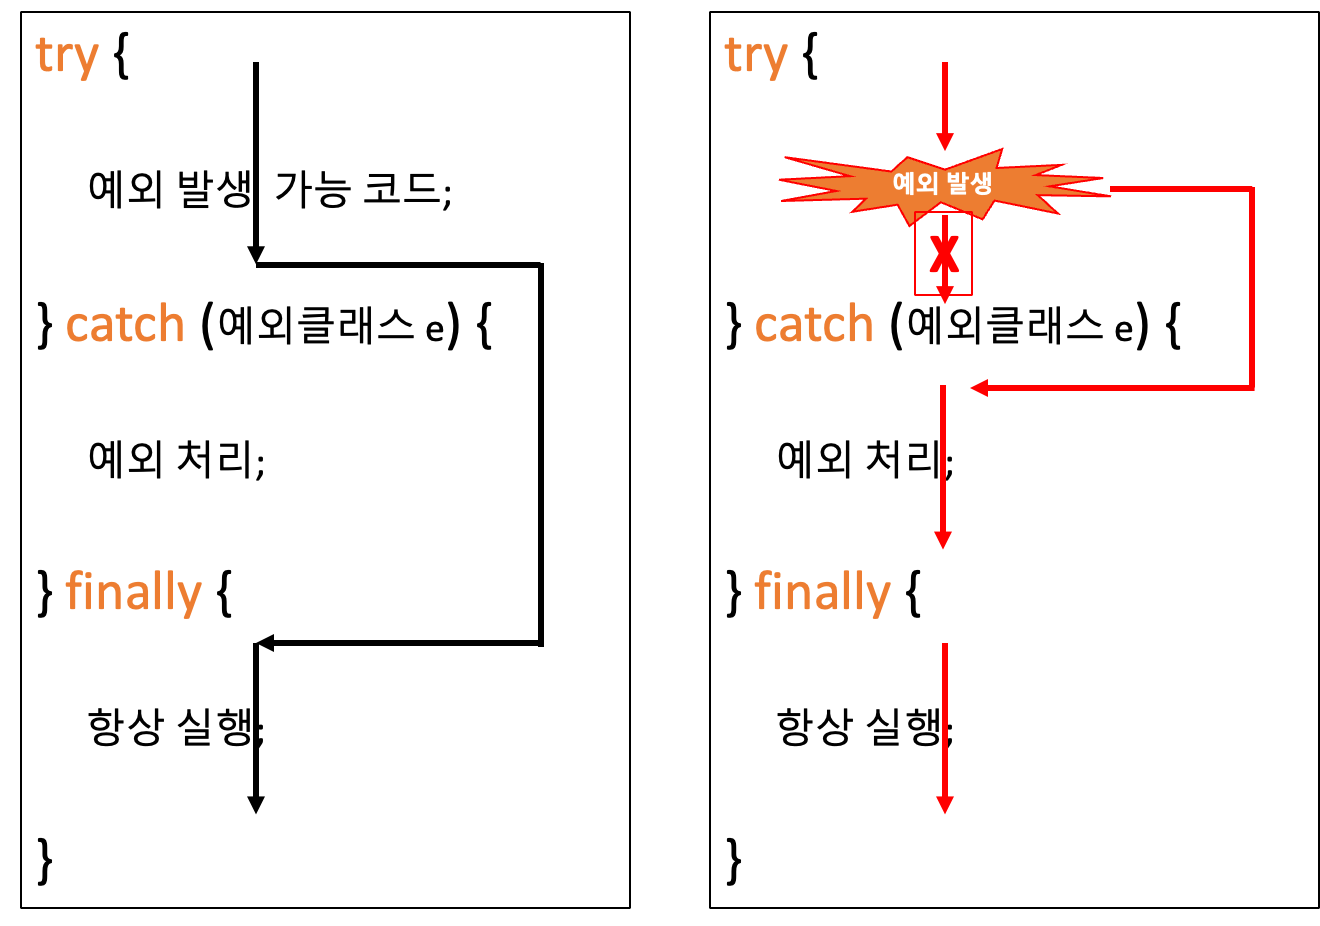 try {
예외 발생 가능 코드;
} catch (예외클래스 e) {
예외 처리;
} finally {
항상 실행;
}
try {
예외 발생
X
} catch (예외클래스 e) {
예외 처리;
} finally {
항상 실행;
}